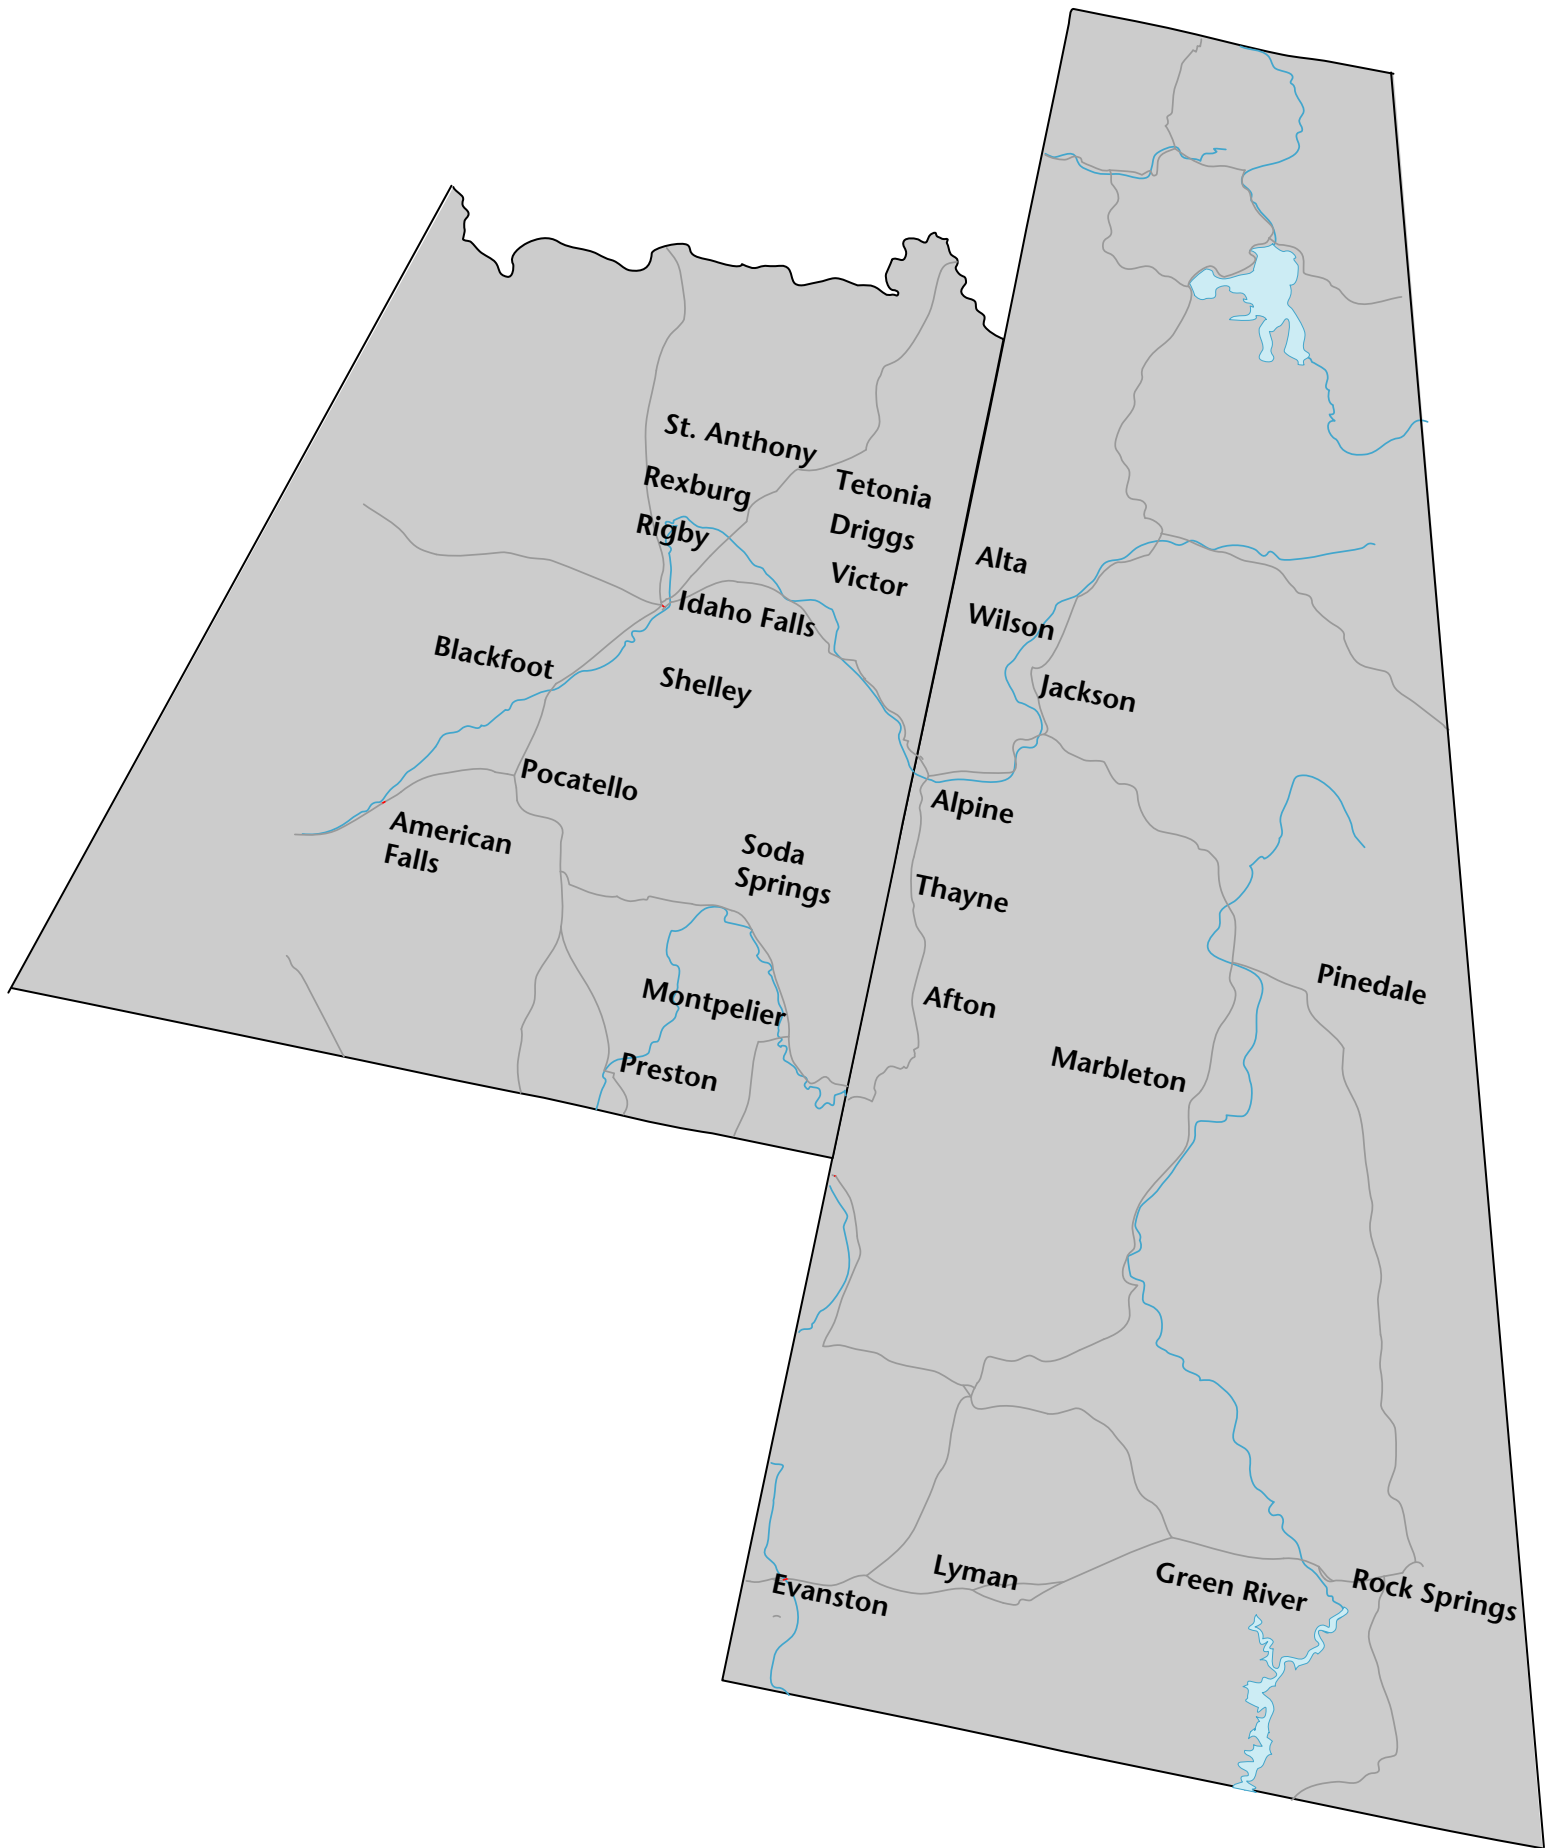 St. Anthony
Rexburg
Tetonia
Rigby
Driggs
Alta
Victor
Idaho Falls
Wilson
Blackfoot
Shelley
Jackson
Pocatello
Alpine
American
Falls
Soda
Springs
Thayne
Montpelier
Afton
Pinedale
Preston
Marbleton
Evanston
Lyman
Green River
Rock Springs